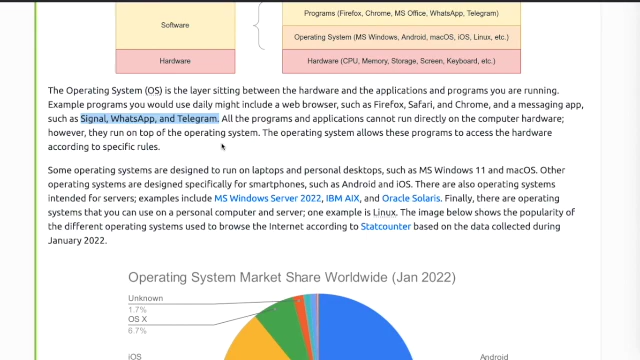 Programs (Firefox, Chrome, MS Office, WhatsApp, Telegram)
Software
Operating System (MS Windows, Android, macOS, iOS, Linux, etc.)
Hardware
Hardware (CPU, Memory, Storage, Screen, Keyboard, etc.)
The Operating System (OS) is the layer sitting between the hardware and the applications and programs you are running.
Example programs you would use daily might include a web browser, such as Firefox, Safari, and Chrome, and a messaging app,
such as Signal, WhatsApp, and Telegram. All the programs and applications cannot run directly on the computer hardware;
however, they run on top of the operating system. The operating system allows these programs to access the hardware
according to specific rules.
Some operating systems are designed to run on laptops and personal desktops, such as MS Windows 11 and macOS. Other
operating systems are designed specifically for smartphones, such as Android and iOS. There are also operating systems
intended for servers; examples include MS Windows Server 2022, IBM AIX, and Oracle Solaris. Finally, there are operating
systems that you can use on a personal computer and server; one example is Linux. The image below shows the popularity of
the different operating systems used to browse the Internet according to Statcounter based on the data collected during
January 2022.
Operating System Market Share Worldwide (Jan 2022)
Unknown
1.7%
OS X
6.7%
iOS
Android